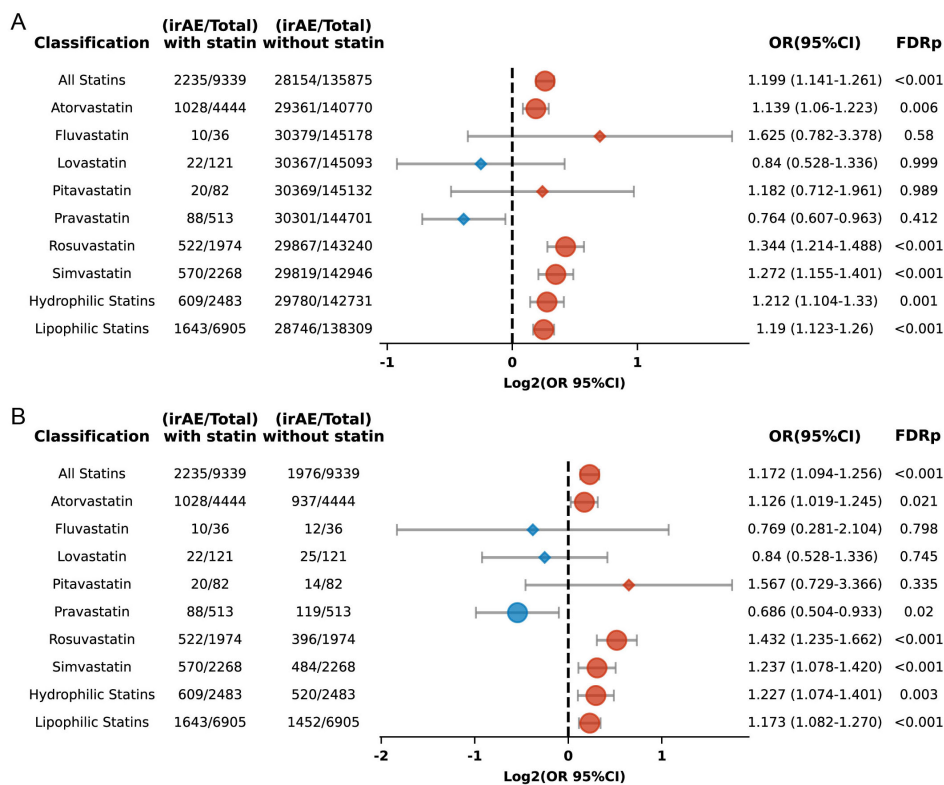 A
(irAE/Total) (irAE/Total)
Classification with statin without statin OR(95%CI) FDRp
All Statins 2235/9339 28154/135875 1.199 (1.141-1.261) <0.001
Atorvastatin 1028/4444 29361/140770 1.139 (1.06-1.223) 0.006
Fluvastatin 10/36 30379/145178 1.625 (0.782-3.378) 0.58
Lovastatin 22/121 30367/145093 0.84 (0.528-1.336) 0.999
Pitavastatin 20/82 30369/145132 1.182 (0.712-1.961) 0.989
Pravastatin 88/513 30301/144701 0.764 (0.607-0.963) 0.412
Rosuvastatin 522/1974 29867/143240 1.344 (1.214-1.488) <0.001
Simvastatin 570/2268 29819/142946 1.272 (1.155-1.401) <0.001
Hydrophilic Statins 609/2483 29780/142731 1.212 (1.104-1.33) 0.001
Lipophilic Statins 1643/6905 28746/138309 1.19 (1.123-1.26) <0.001
-1 0 1
Log2(OR 95%CI)
B
(irAE/Total) (irAE/Total)
Classification with statin without statin OR(95%CI) FDRp
All Statins 2235/9339 1976/9339 1.172 (1.094-1.256) <0.001
Atorvastatin 1028/4444 937/4444 1.126 (1.019-1.245) 0.021
Fluvastatin 10/36 12/36 0.769 (0.281-2.104) 0.798
Lovastatin 22/121 25/121 0.84 (0.528-1.336) 0.745
Pitavastatin 20/82 14/82 1.567 (0.729-3.366) 0.335
Pravastatin 88/513 119/513 0.686 (0.504-0.933) 0.02
Rosuvastatin 522/1974 396/1974 1.432 (1.235-1.662) <0.001
Simvastatin 570/2268 484/2268 1.237 (1.078-1.420) <0.001
Hydrophilic Statins 609/2483 520/2483 1.227 (1.074-1.401) 0.003
Lipophilic Statins 1643/6905 1452/6905 1.173 (1.082-1.270) <0.001
-2 -1 0 1
Log2(OR 95%CI)